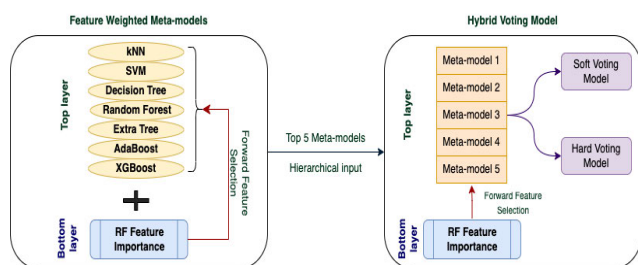 Feature Weighted Meta-models
Top layer
kNN
SVM
Decision Tree
Random Forest
Extra Tree
AdaBoost
XGBoost
Forward Feature
Selection
Bottom
layer
RF Feature
Importance
Top 5 Meta-models
Hierarchical input
Hybrid Voting Model
Top layer
Meta-model 1
Meta-model 2
Meta-model 3
Meta-model 4
Meta-model 5
Soft Voting
Model
Hard Voting
Model
Forward Feature
Selection
Bottom
layer
RF Feature
Importance